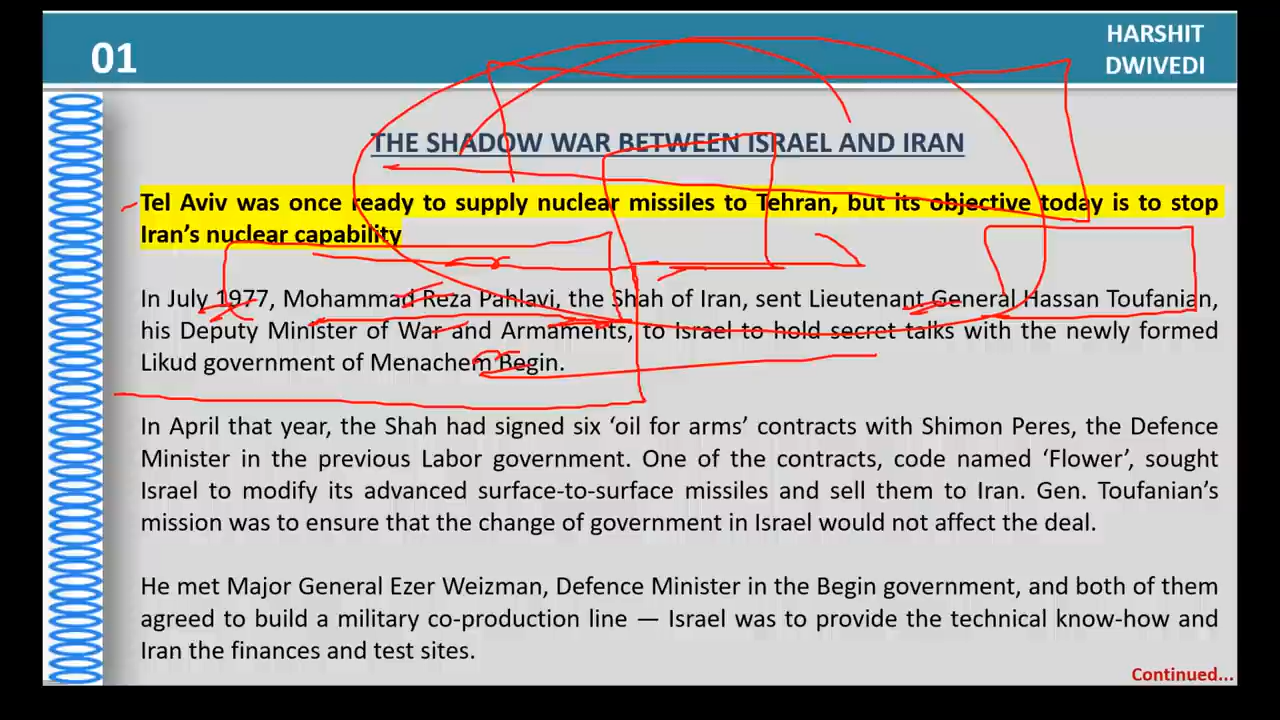 01
HARSHIT
DWIVEDI
THE SHADOW WAR BETWEEN ISRAEL AND IRAN
Tel Aviv was once ready to supply nuclear missiles to Tehran, but its objective today is to stop
Iran's nuclear capability
In July 1977, Mohammad Reza Pahlavi, the Shah of Iran, sent Lieutenant General Hassan Toufanian,
his Deputy Minister of War and Armaments, to Israel to hold secret talks with the newly formed
Likud government of Menachem Begin.
In April that year, the Shah had signed six ‘oil for arms’ contracts with Shimon Peres, the Defence
Minister in the previous Labor government. One of the contracts, code named ‘Flower’, sought
Israel to modify its advanced surface-to-surface missiles and sell them to Iran. Gen. Toufanian’s
mission was to ensure that the change of government in Israel would not affect the deal.
He met Major General Ezer Weizman, Defence Minister in the Begin government, and both of them
agreed to build a military co-production line — Israel was to provide the technical know-how and
Iran the finances and test sites.
Continued...